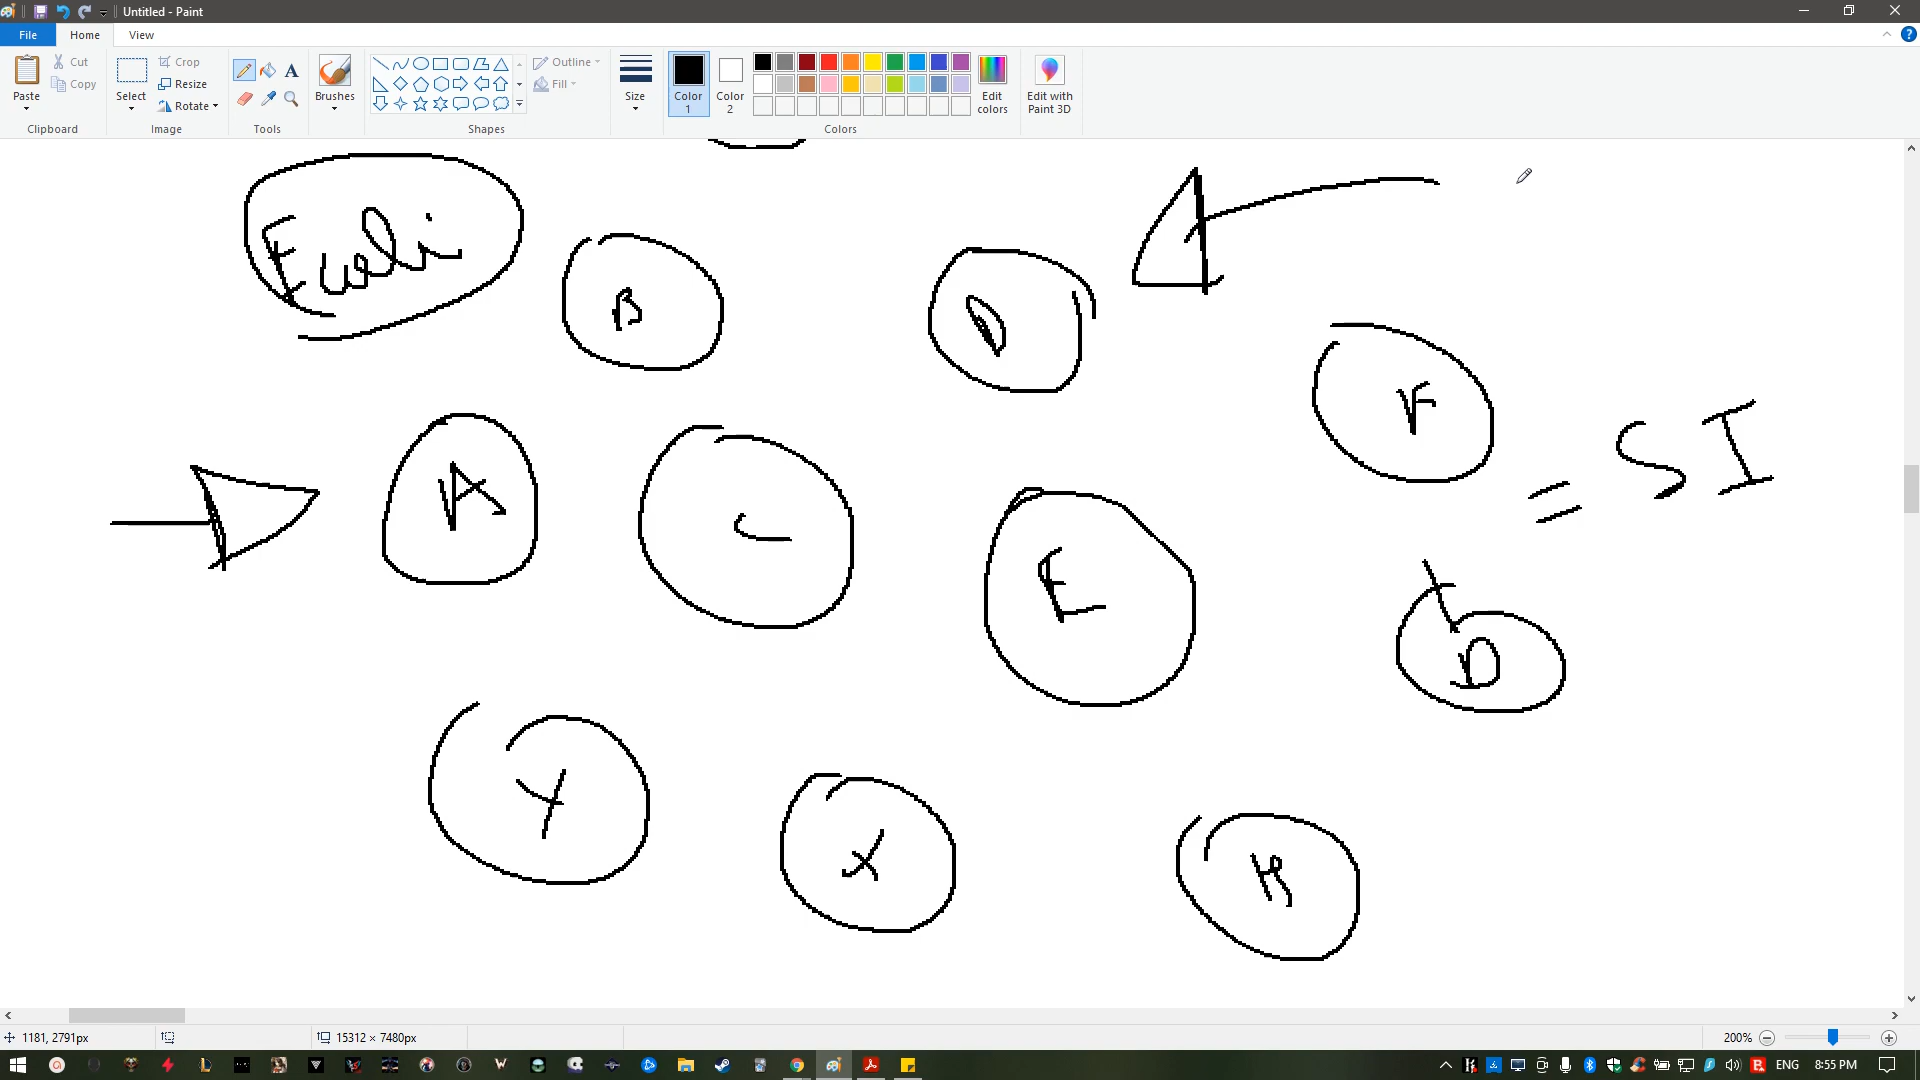 Untitled - Paint
File Home View
Paste
Cut
Copy
Clipboard
Select
Crop
Resize
Rotate
Image
Tools
Brushes
Shapes
Outline
Fill
Size
Color 1
Color 2
Edit colors
Edit with Paint 3D
Colors
B
D
F
= SI
A
C
E
D
Y
X
H
1181, 2791px
15312 × 7480px
200%
ENG
8:55 PM